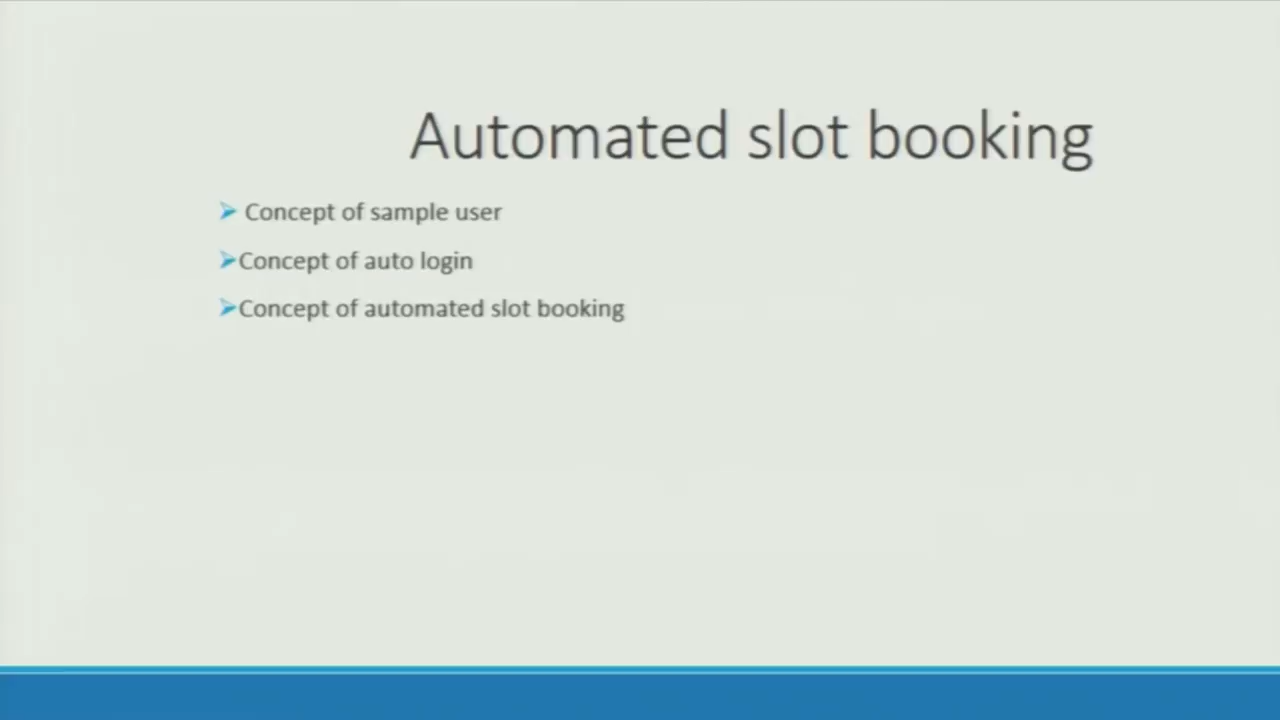 Automated slot booking
Concept of sample user
Concept of auto login
Concept of automated slot booking